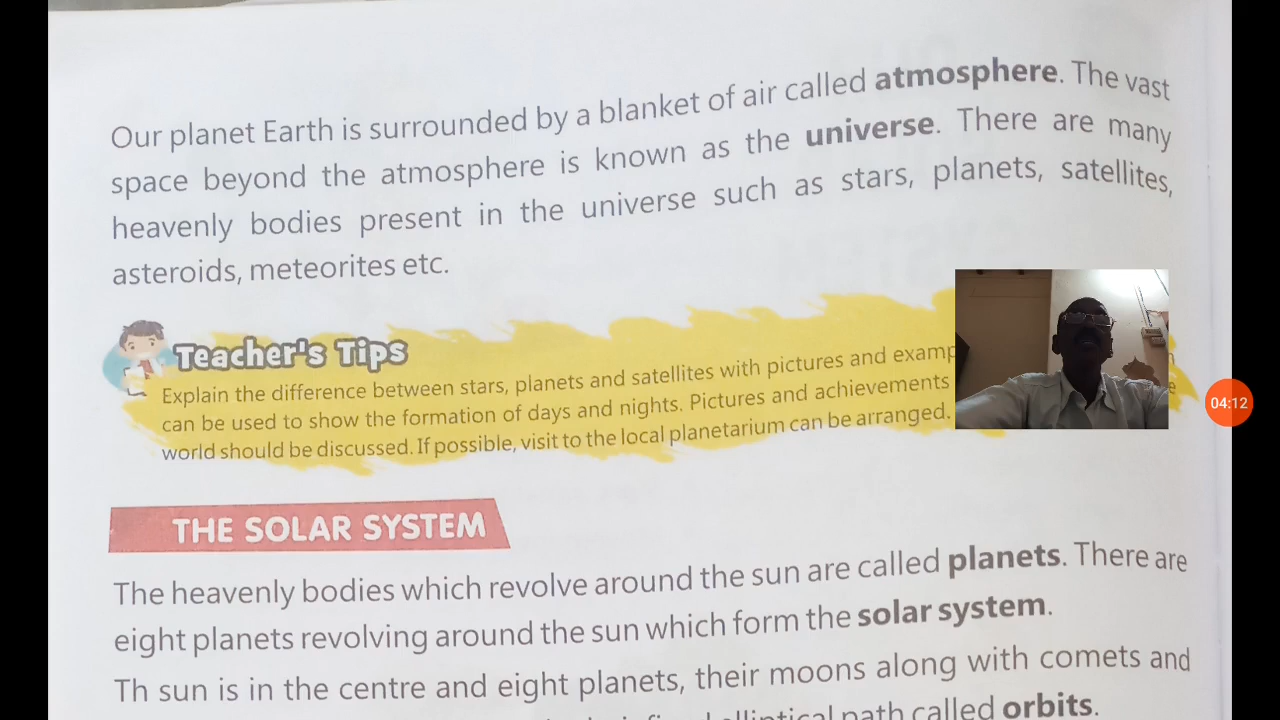 Our planet Earth is surrounded by a blanket of air called atmosphere. The vast
space beyond the atmosphere is known as the universe. There are many
heavenly bodies present in the universe such as stars, planets, satellites,
asteroids, meteorites etc.
Teacher's Tips
Explain the difference between stars, planets and satellites with pictures and
can be used to show the formation of days and nights. Pictures and achievements
world should be discussed. If possible, visit to the local planetarium can be arranged.
04:12
THE SOLAR SYSTEM
The heavenly bodies which revolve around the sun are called planets. There are
eight planets revolving around the sun which form the solar system.
Th sun is in the centre and eight planets, their moons along with comets and
elliptical path called orbits.